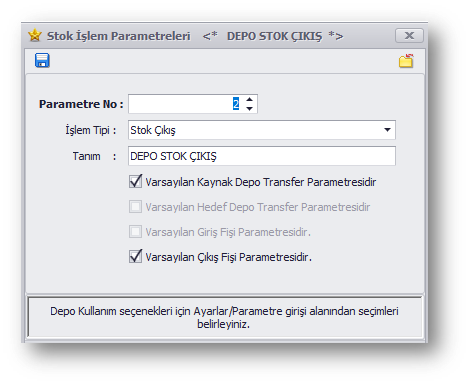 Stok İşlem Parametreleri <* DEPO STOK ÇIKIŞ *>
Parametre No : 2
İşlem Tipi : Stok Çıkış
Tanım : DEPO STOK ÇIKIŞ
Varsayılan Kaynak Depo Transfer Parametresidir
Varsayılan Hedef Depo Transfer Parametresidir
Varsayılan Giriş Fişi Parametresidir.
Varsayılan Çıkış Fişi Parametresidir.
Depo Kullanım seçenekleri için Ayarlar/Parametre girişi alanından seçimleri
belirleyiniz.